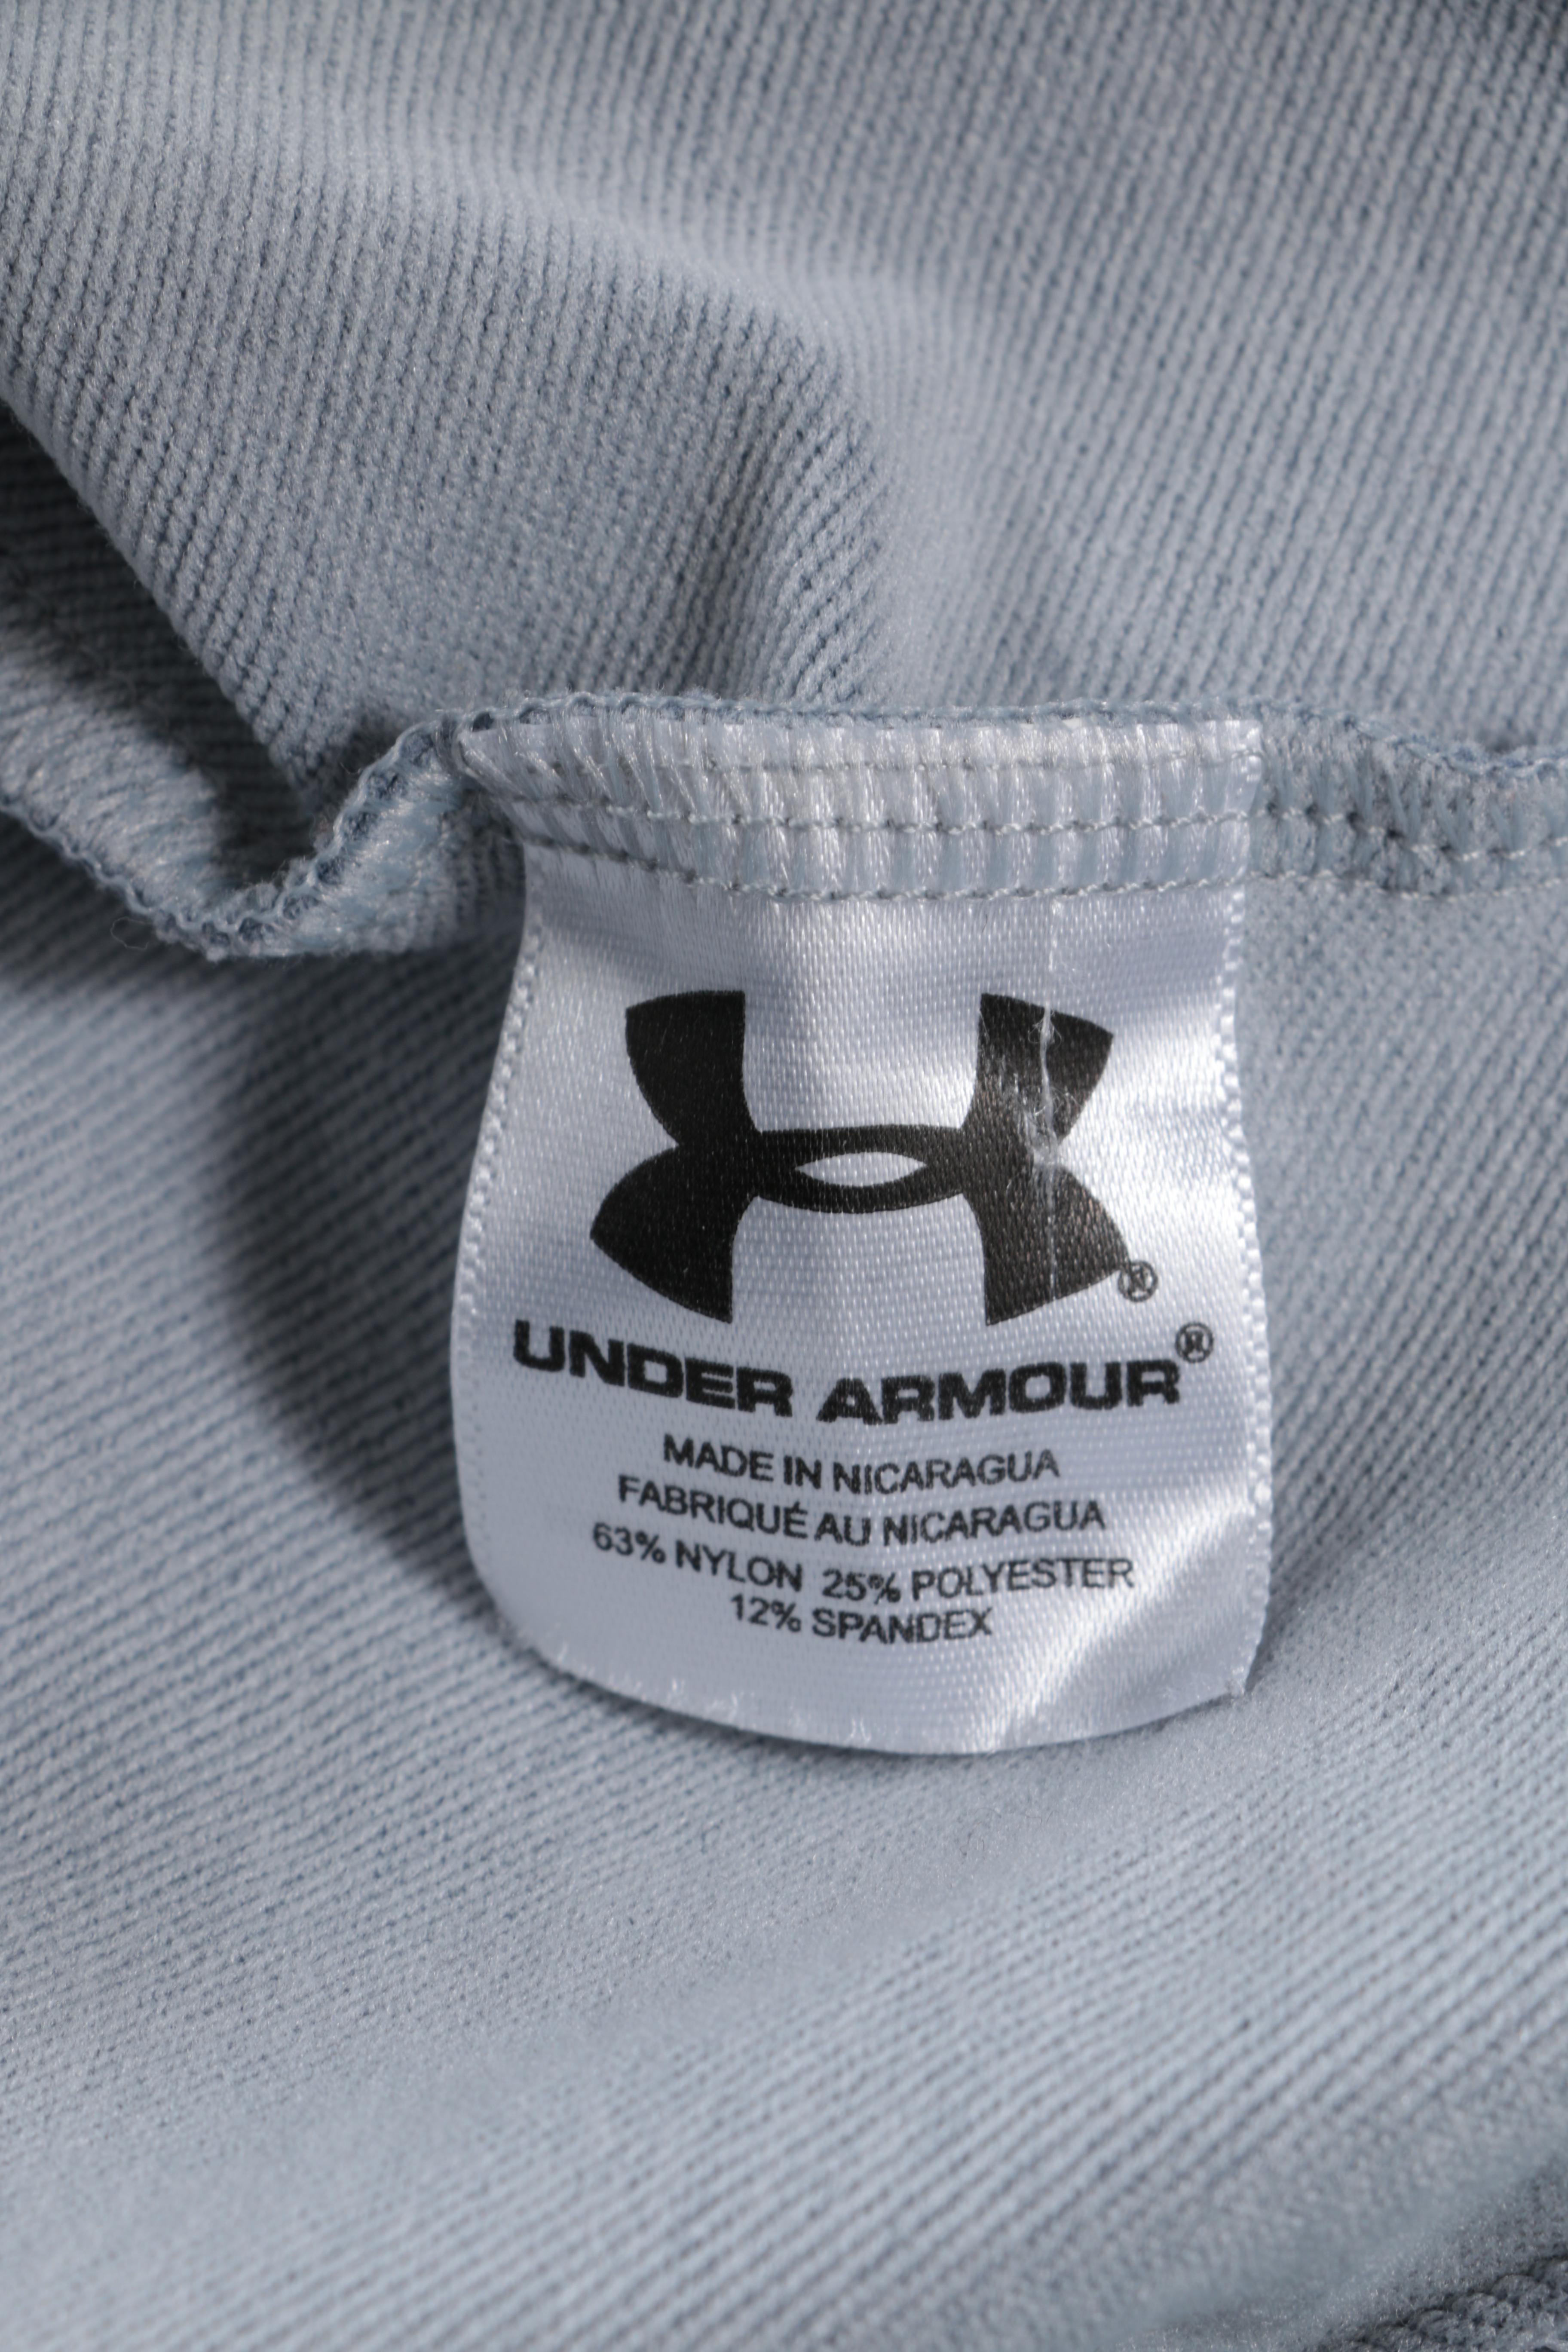 ®
UNDER ARMOUR®
MADE IN NICARAGUA
FABRIQUÉ AU NICARAGUA
63% NYLON 25% POLYESTER
12% SPANDEX